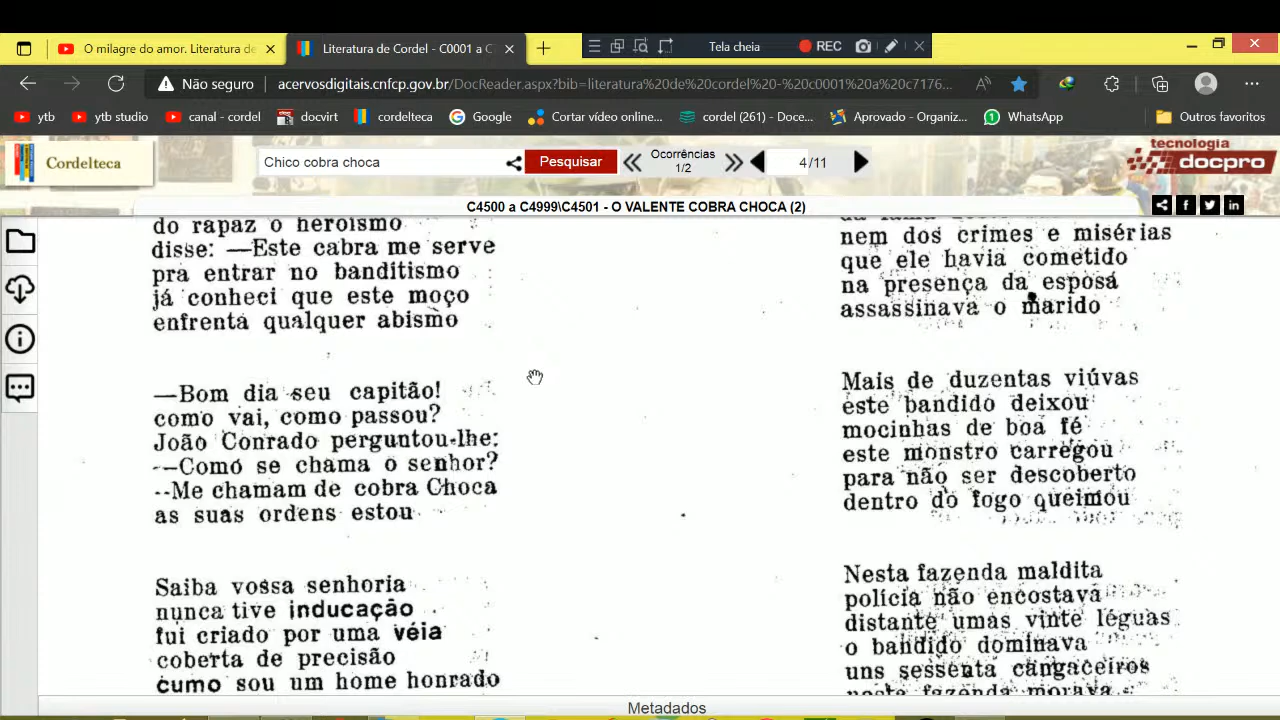 O milagre do amor. Literatura de
Literatura de Cordel - C0001 a C
Tela cheia
REC
Não seguro
acervosdigitais.cnfcp.gov.br/DocReader.aspx?bib=literatura%20de%20cordel%20-%20c0001%20a%20c7176...
ytb
ytb studio
canal - cordel
docvirt
cordelteca
Google
Cortar vídeo online...
cordel (261) - Doce...
Aprovado - Organiz...
WhatsApp
Outros favoritos
Cordelteca
Chico cobra choca
Pesquisar
Ocorrências
1/2
4 /11
tecnologia
docpro
C4500 a C4999\C4501 - O VALENTE COBRA CHOCA (2)
do rapaz o heroismo
disse: —Este cabra me serve
pra entrar no banditismo
já conheci que este moço
enfrenta qualquer abismo
—Bom dia seu capitão!
como vai, como passou?
João Conrado perguntou-lhe:
--Como se chama o senhor?
--Me chamam de cobra Choca
as suas ordens estou
Saiba vossa senhoria
nunca tive inducação
fui criado por uma véia
coberta de precisão
cumo sou um home honrado
nem dos crimes e misérias
que ele havia cometido
na presença da esposa
assassinava o marido
Mais de duzentas viúvas
este bandido deixou
mocinhas de boa fé
este monstro carregou
para não ser descoberto
dentro do fogo queimou
Nesta fazenda maldita
polícia não encostava
distante umas vinte léguas
o bandido dominava
uns sessenta cangaceiros
nesta fazenda morava
Metadados